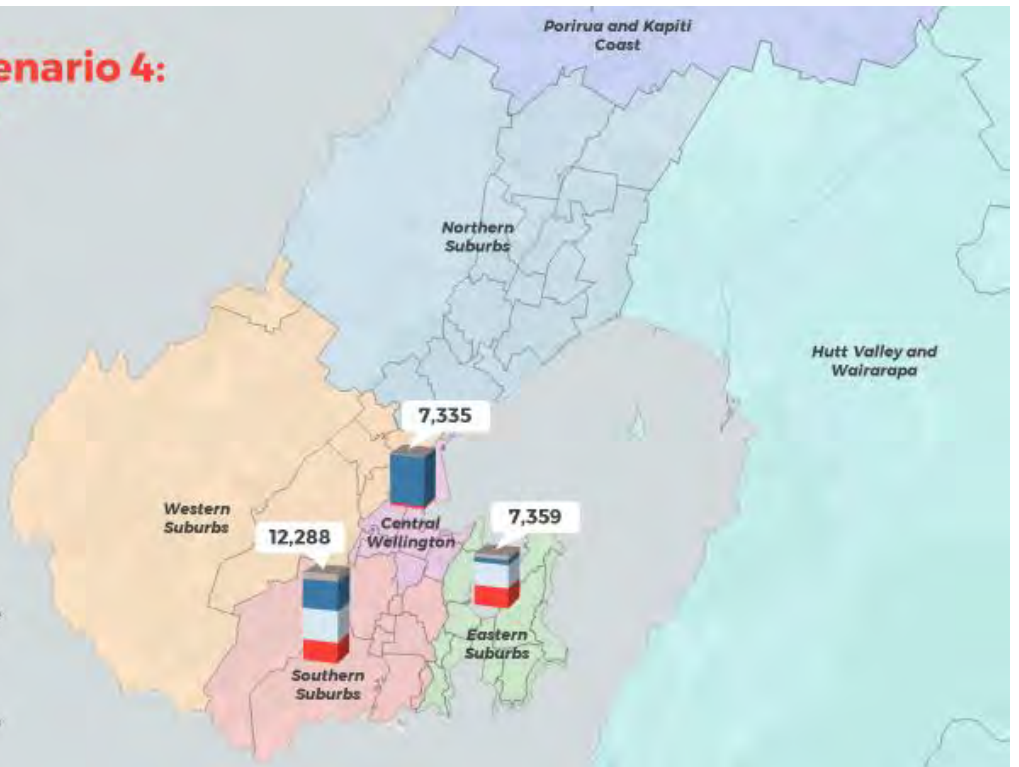 enario 4:
Porirua and Kapiti
Coast
Northern
Suburbs
Hutt Valley and
Wairarapa
7,335
Western
Suburbs
12,288
Central
Wellington
7,359
Eastern
Suburbs
Southern
Suburbs